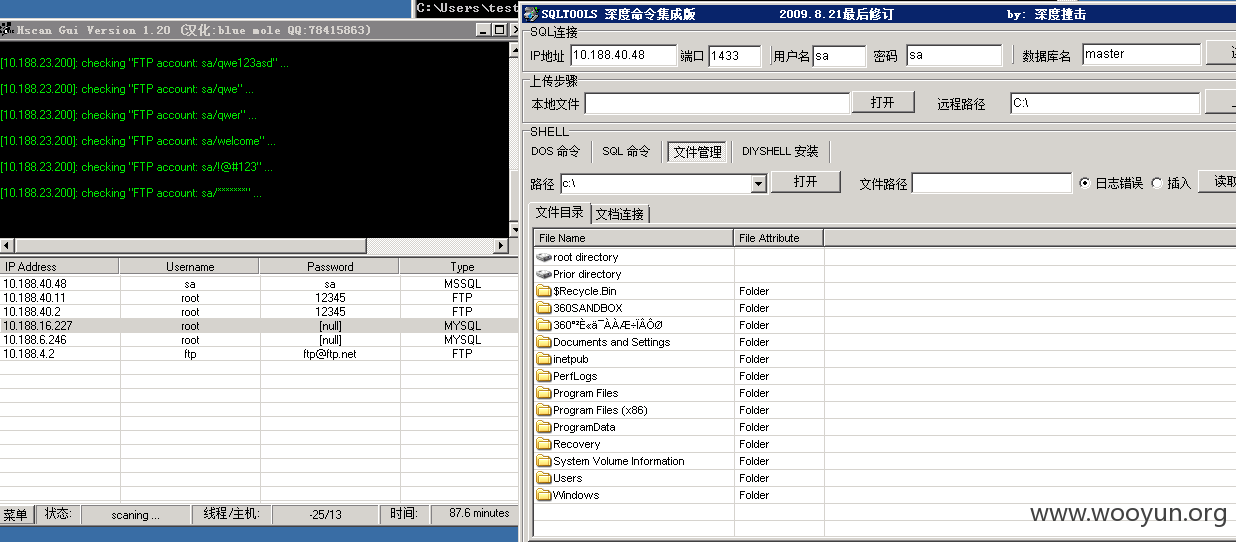 C:\Users\test
Hscan Gui Version 1.20 (汉化:blue mole QQ:78415863)
[10.188.23.200]: checking "FTP account: sa/qwe123asd" ...
[10.188.23.200]: checking "FTP account: sa/qwe" ...
[10.188.23.200]: checking "FTP account: sa/qwer" ...
[10.188.23.200]: checking "FTP account: sa/welcome" ...
[10.188.23.200]: checking "FTP account: sa/!@#123" ...
[10.188.23.200]: checking "FTP account: sa/
IP Address Username Password Type
10.188.40.48 sa sa MSSQL
10.188.40.11 root 12345 FTP
10.188.40.2 root 12345 FTP
10.188.16.227 root [null] MYSQL
10.188.6.246 root [null] MYSQL
10.188.4.2 ftp ftp@ftp.net FTP
菜单 状态: scaning ... 线程/主机: -25/13 时间: 87.6 minutes
SQLTOOLS 深度命令集成版 2009.8.21最后修订 by: 深度撞击
SQL连接
IP地址 10.188.40.48 端口 1433 用户名 sa 密码 sa 数据库名 master
上传步骤
本地文件 打开 远程路径 C:\
SHELL
DOS 命令 SQL 命令 文件管理 DIYSHELL 安装
路径 c:\ 打开 文件路径 日志错误 插入 读取
文件目录 文档连接
File Name File Attribute
root directory
Prior directory
$Recycle.Bin Folder
360SANDBOX Folder
360°²È«ä¯ÀÀÆ÷ÏÂÔØ Folder
Documents and Settings Folder
inetpub Folder
PerfLogs Folder
Program Files Folder
Program Files (x86) Folder
ProgramData Folder
Recovery Folder
System Volume Information Folder
Users Folder
Windows Folder
www.wooyun.org